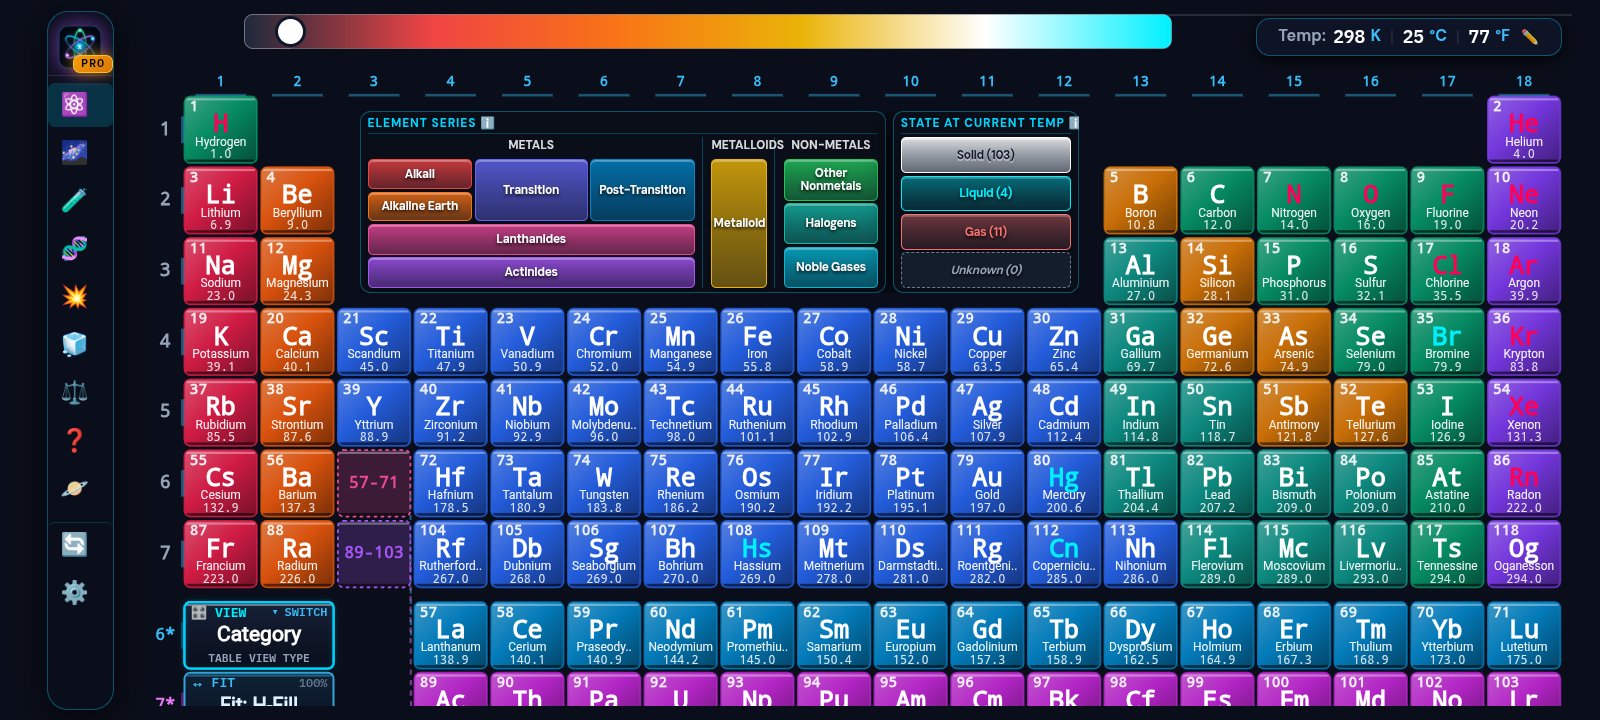 PRO
Temp: 298 K | 25 °C | 77 °F
1 2 3 4 5 6 7 8 9 10 11 12 13 14 15 16 17 18
ELEMENT SERIES
METALS
METALLOIDS
NON-METALS
Alkali
Alkaline Earth
Transition
Post-Transition
Lanthanides
Actinides
Metalloid
Other Nonmetals
Halogens
Noble Gases
STATE AT CURRENT TEMP
Solid (103)
Liquid (4)
Gas (11)
Unknown (0)
1
1 H Hydrogen 1.0
2 He Helium 4.0
2
3 Li Lithium 6.9
4 Be Beryllium 9.0
5 B Boron 10.8
6 C Carbon 12.0
7 N Nitrogen 14.0
8 O Oxygen 16.0
9 F Fluorine 19.0
10 Ne Neon 20.2
3
11 Na Sodium 23.0
12 Mg Magnesium 24.3
13 Al Aluminium 27.0
14 Si Silicon 28.1
15 P Phosphorus 31.0
16 S Sulfur 32.1
17 Cl Chlorine 35.5
18 Ar Argon 39.9
4
19 K Potassium 39.1
20 Ca Calcium 40.1
21 Sc Scandium 45.0
22 Ti Titanium 47.9
23 V Vanadium 50.9
24 Cr Chromium 52.0
25 Mn Manganese 54.9
26 Fe Iron 55.8
27 Co Cobalt 58.9
28 Ni Nickel 58.7
29 Cu Copper 63.5
30 Zn Zinc 65.4
31 Ga Gallium 69.7
32 Ge Germanium 72.6
33 As Arsenic 74.9
34 Se Selenium 79.0
35 Br Bromine 79.9
36 Kr Krypton 83.8
5
37 Rb Rubidium 85.5
38 Sr Strontium 87.6
39 Y Yttrium 88.9
40 Zr Zirconium 91.2
41 Nb Niobium 92.9
42 Mo Molybdenu.. 96.0
43 Tc Technetium 98.0
44 Ru Ruthenium 101.1
45 Rh Rhodium 102.9
46 Pd Palladium 106.4
47 Ag Silver 107.9
48 Cd Cadmium 112.4
49 In Indium 114.8
50 Sn Tin 118.7
51 Sb Antimony 121.8
52 Te Tellurium 127.6
53 I Iodine 126.9
54 Xe Xenon 131.3
6
55 Cs Cesium 132.9
56 Ba Barium 137.3
57-71
72 Hf Hafnium 178.5
73 Ta Tantalum 180.9
74 W Tungsten 183.8
75 Re Rhenium 186.2
76 Os Osmium 190.2
77 Ir Iridium 192.2
78 Pt Platinum 195.1
79 Au Gold 197.0
80 Hg Mercury 200.6
81 Tl Thallium 204.4
82 Pb Lead 207.2
83 Bi Bismuth 209.0
84 Po Polonium 209.0
85 At Astatine 210.0
86 Rn Radon 222.0
7
87 Fr Francium 223.0
88 Ra Radium 226.0
89-103
104 Rf Rutherford.. 267.0
105 Db Dubnium 268.0
106 Sg Seaborgium 269.0
107 Bh Bohrium 270.0
108 Hs Hassium 269.0
109 Mt Meitnerium 278.0
110 Ds Darmstadti.. 281.0
111 Rg Roentgeni.. 282.0
112 Cn Coperniciu.. 285.0
113 Nh Nihonium 286.0
114 Fl Flerovium 289.0
115 Mc Moscovium 289.0
116 Lv Livermoriu.. 293.0
117 Ts Tennessine 294.0
118 Og Oganesson 294.0
VIEW ▾ SWITCH
Category
TABLE VIEW TYPE
6*
57 La Lanthanum 138.9
58 Ce Cerium 140.1
59 Pr Praseody.. 140.9
60 Nd Neodymium 144.2
61 Pm Promethiu.. 145.0
62 Sm Samarium 150.4
63 Eu Europium 152.0
64 Gd Gadolinium 157.3
65 Tb Terbium 158.9
66 Dy Dysprosium 162.5
67 Ho Holmium 164.9
68 Er Erbium 167.3
69 Tm Thulium 168.9
70 Yb Ytterbium 173.0
71 Lu Lutetium 175.0
↔ FIT 100%
Fit: H-Fill
7*
89 Ac
90 Th
91 Pa
92 U
93 Np
94 Pu
95 Am
96 Cm
97 Bk
98 Cf
99 Es
100 Fm
101 Md
102 No
103 Lr